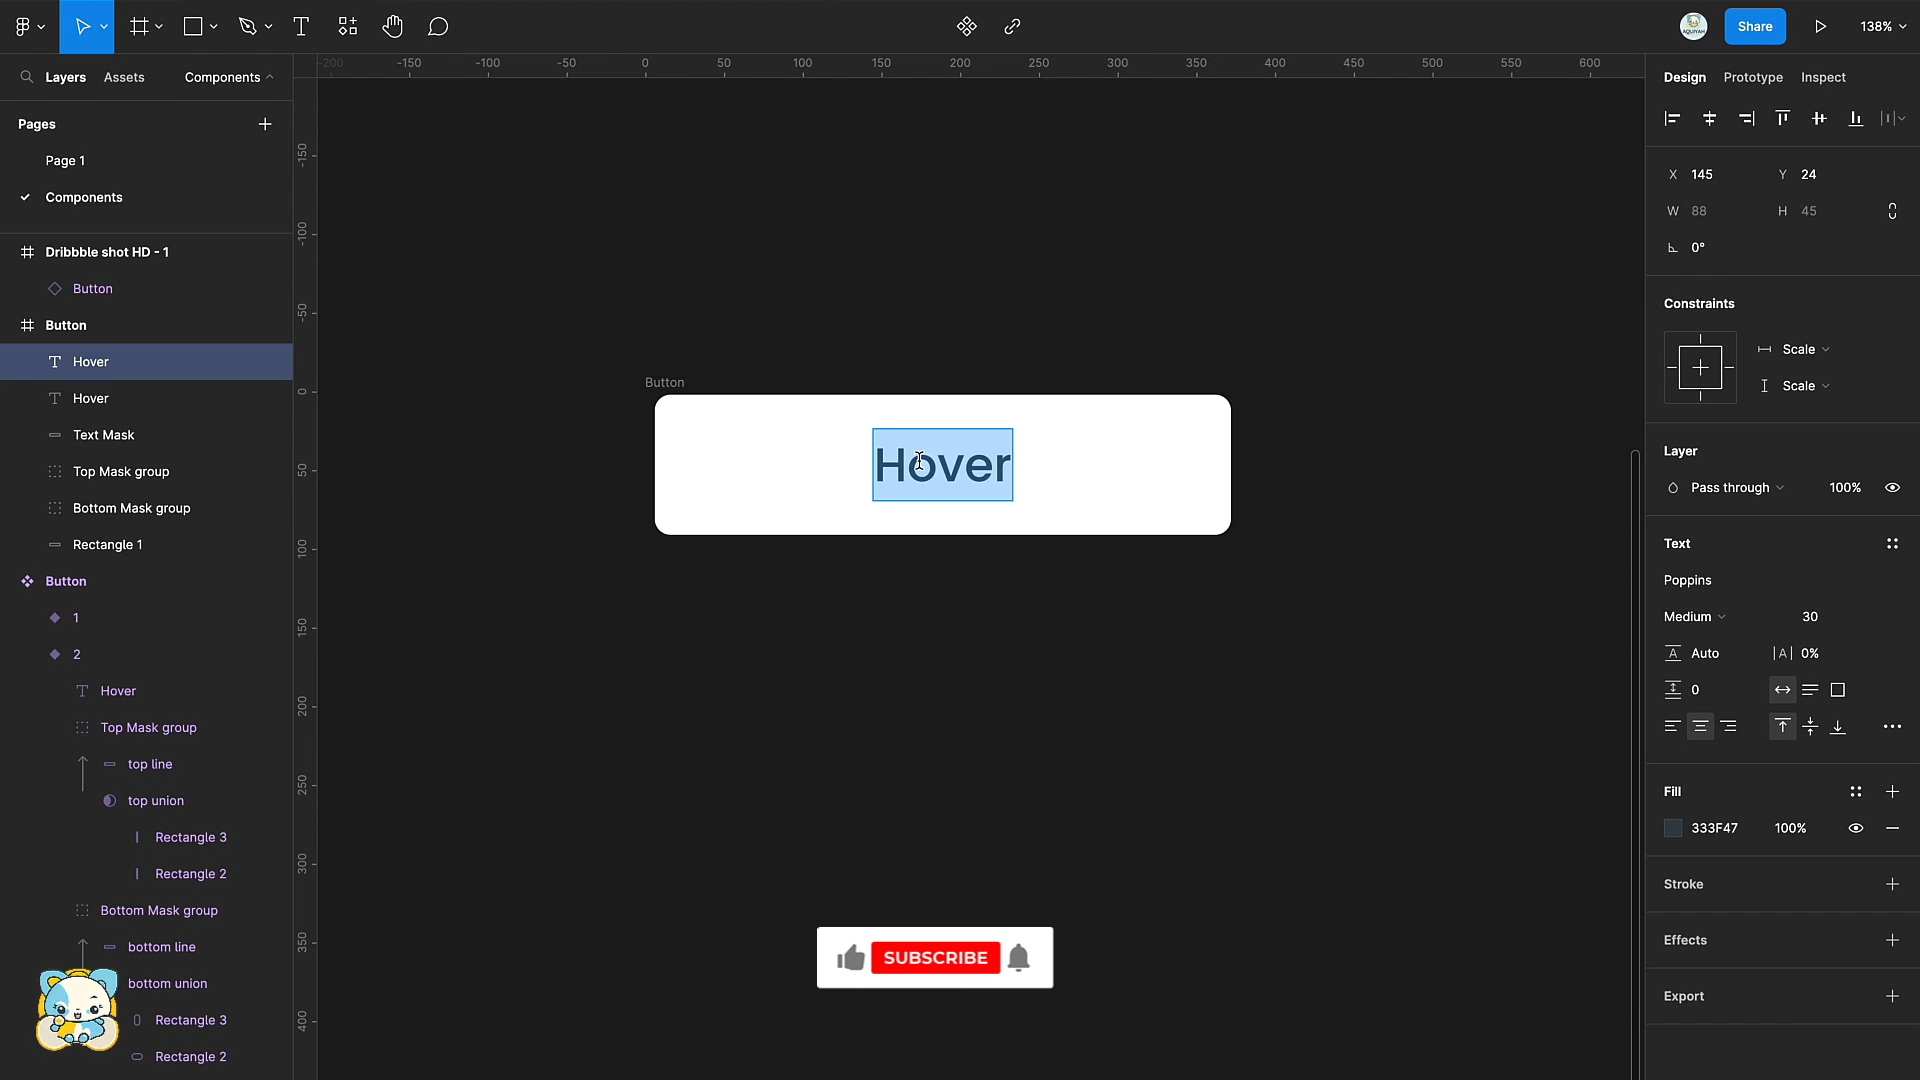 Share
138%
Layers
Assets
Components
Pages
Page 1
Components
Dribbble shot HD - 1
Button
Button
Hover
Hover
Text Mask
Top Mask group
Bottom Mask group
Rectangle 1
Button
1
2
Hover
Top Mask group
top line
top union
Rectangle 3
Rectangle 2
Bottom Mask group
bottom line
bottom union
Rectangle 3
Rectangle 2
-200 -150 -100 -50 0 50 100 150 200 250 300 350 400 450 500 550 600
-150
-100
-50
0
50
100
150
200
250
300
350
400
Button
Hover
SUBSCRIBE
Design
Prototype
Inspect
X 145
Y 24
W 88
H 45
0°
Constraints
Scale
Scale
Layer
Pass through
100%
Text
Poppins
Medium
30
A Auto
|A| 0%
0
Fill
333F47
100%
Stroke
Effects
Export